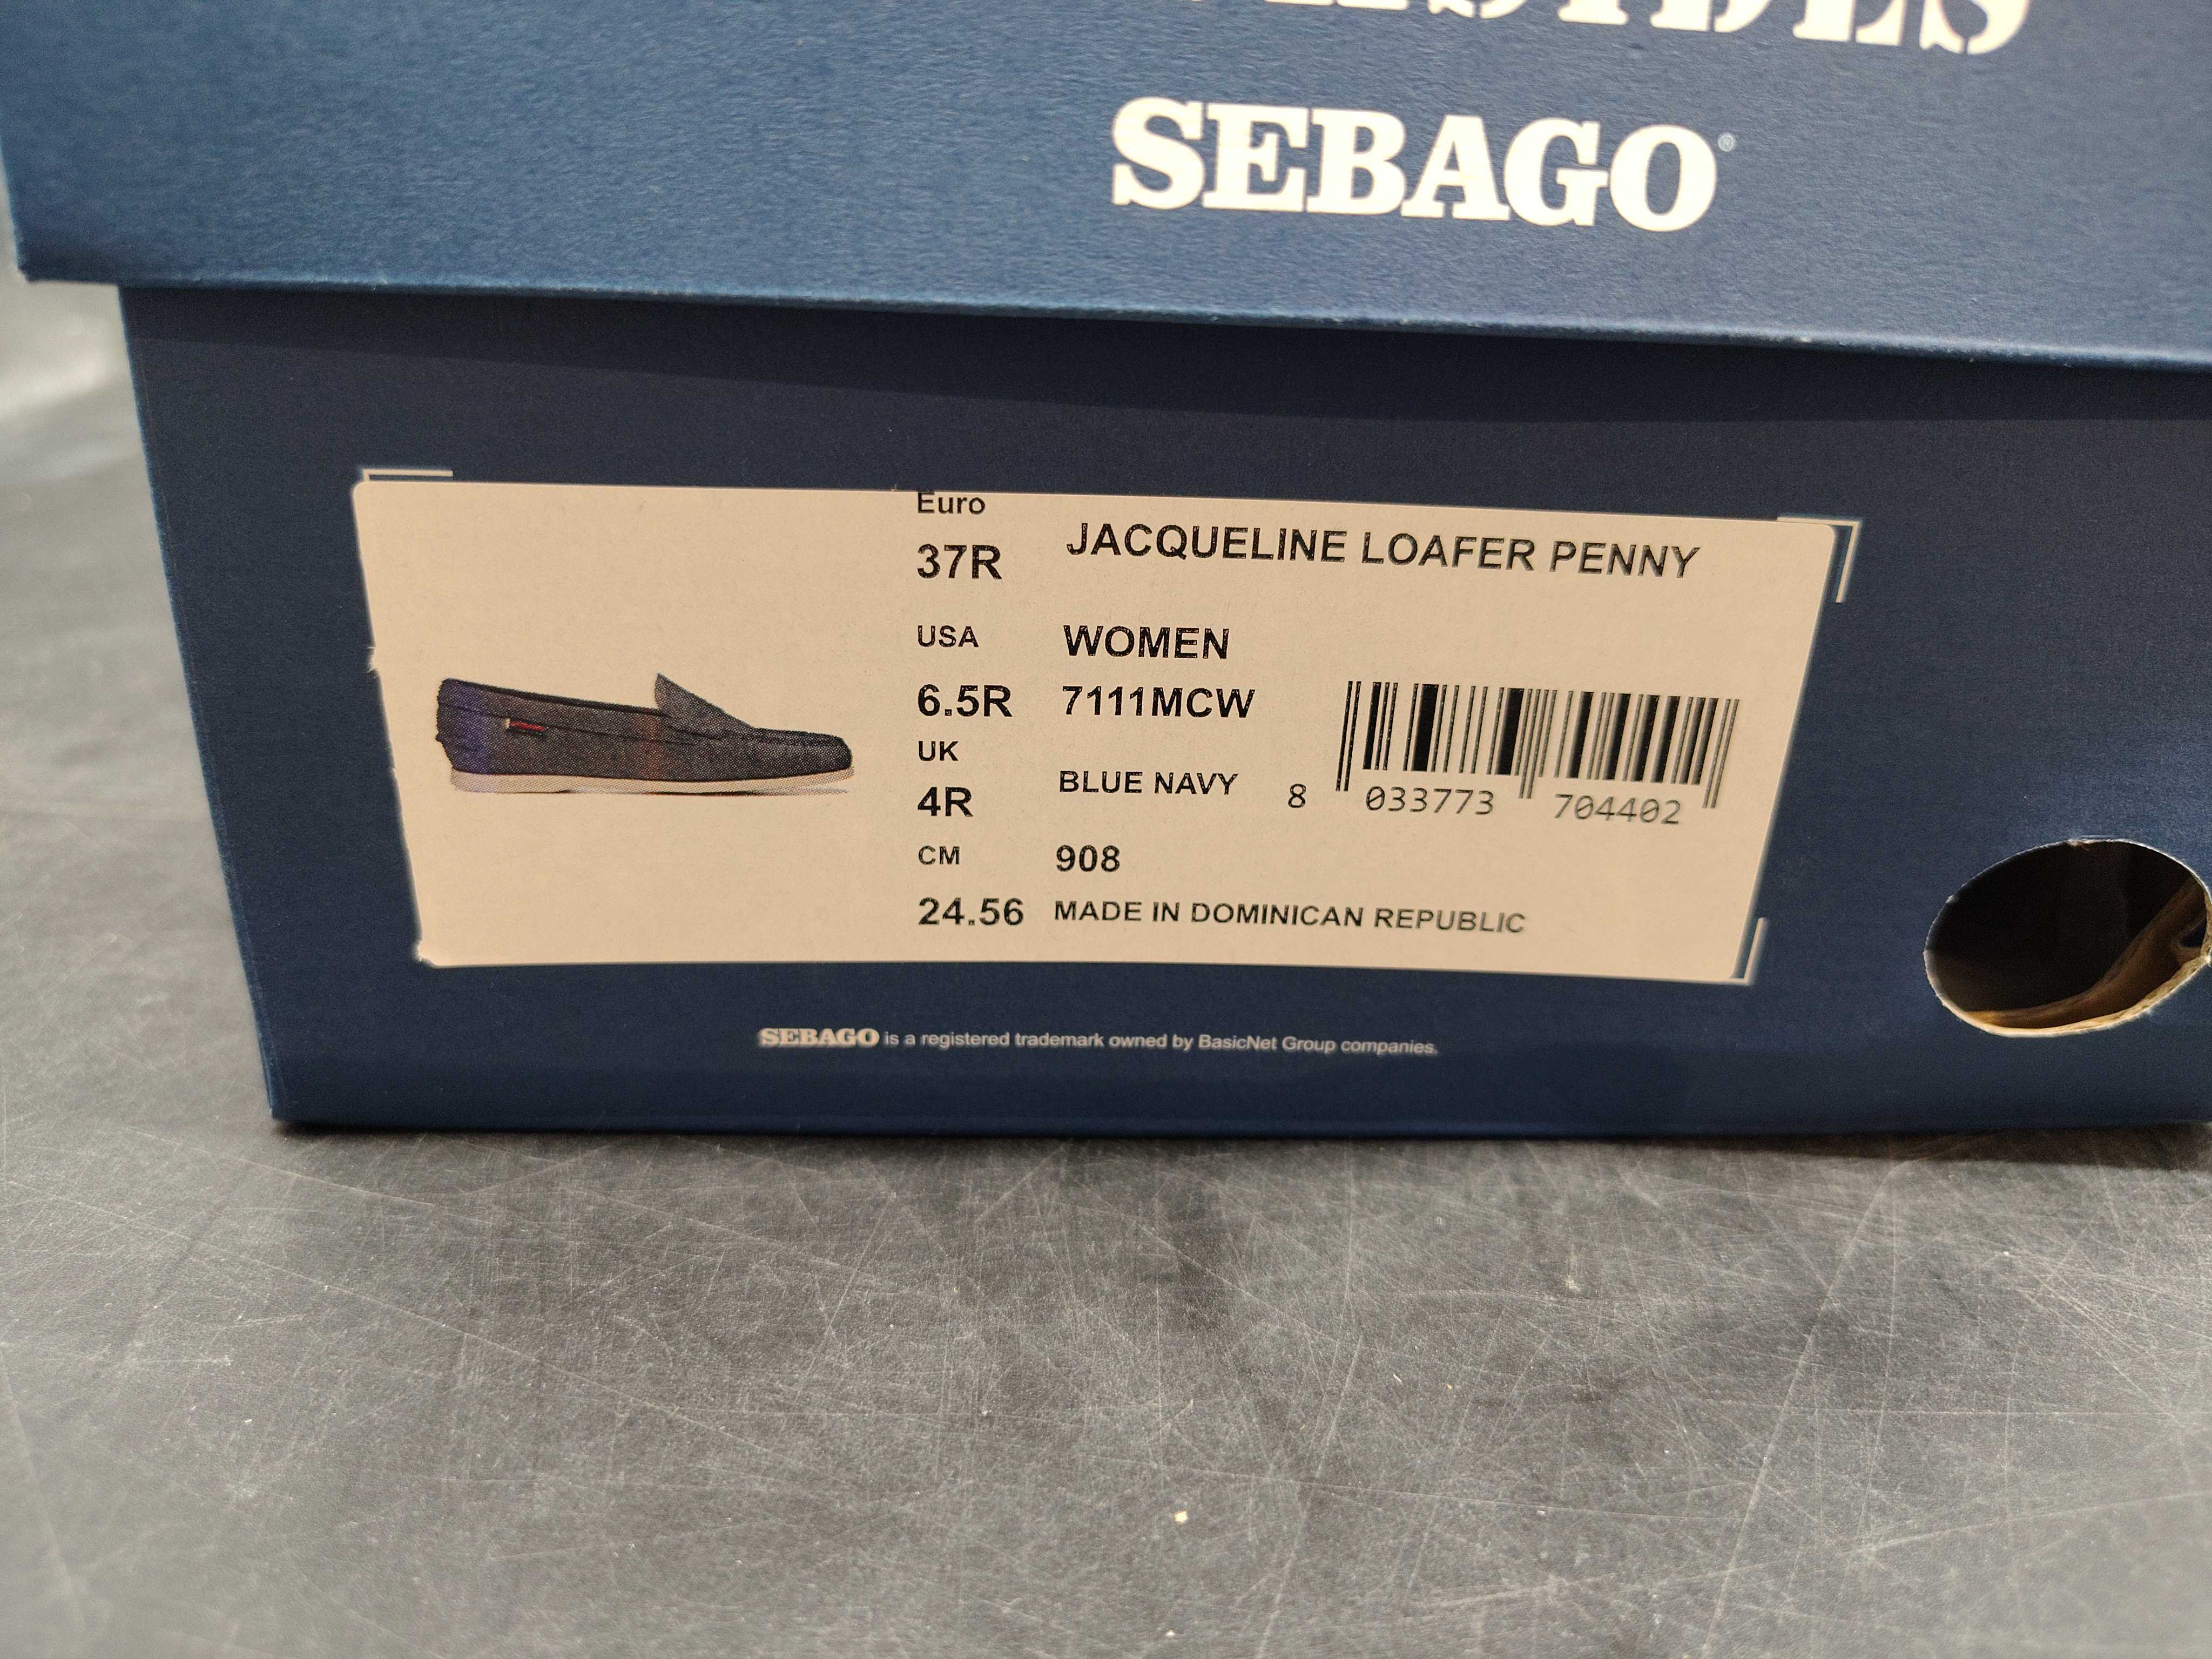 SEBAGO®
Euro
37R
JACQUELINE LOAFER PENNY
USA
WOMEN
6.5R
7111MCW
UK
4R
BLUE NAVY
8 033773 704402
CM
908
24.56
MADE IN DOMINICAN REPUBLIC
SEBAGO is a registered trademark owned by BasicNet Group companies.